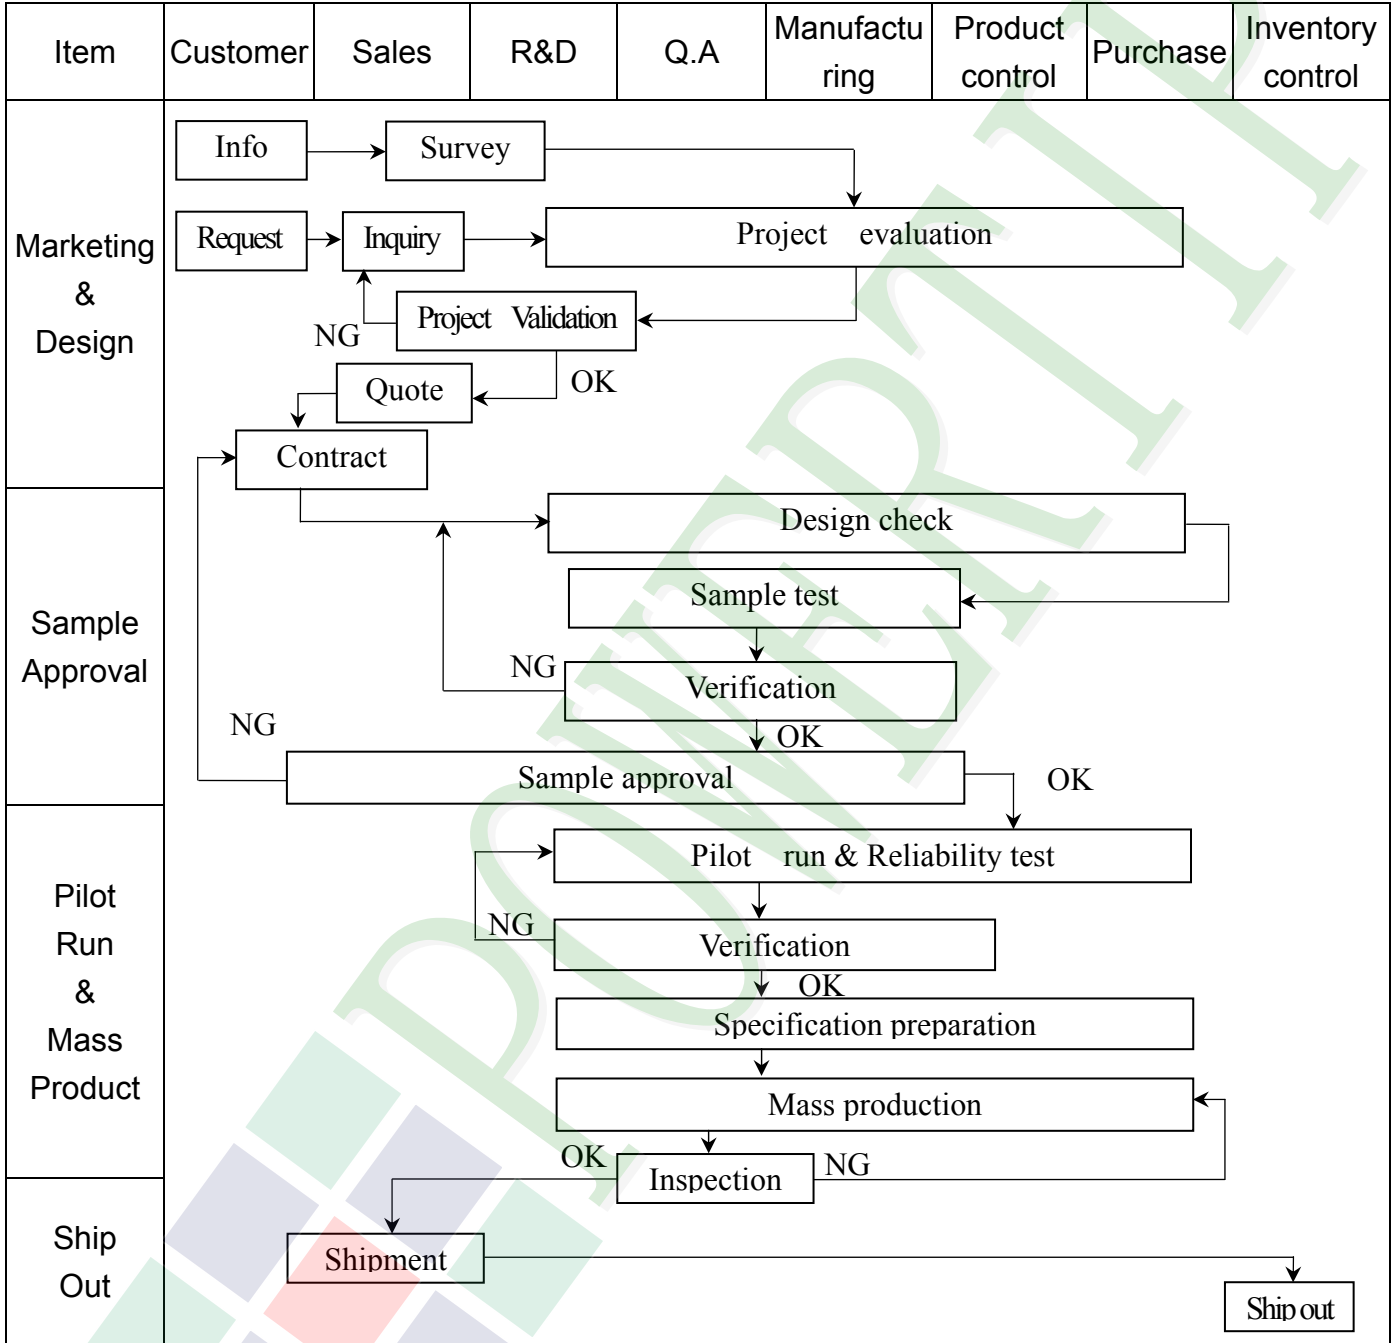 Item
Customer
Sales
R&D
Q.A
Manufactu
ring
Product
control
Purchase
Inventory
control
Marketing
&
Design
Info
Survey
Request
Inquiry
Project evaluation
NG
Project Validation
Quote
OK
Contract
Sample
Approval
Design check
Sample test
NG
Verification
NG
OK
Sample approval
OK
Pilot
Run
&
Mass
Product
Pilot run & Reliability test
NG
Verification
OK
Specification preparation
Mass production
OK
Inspection
NG
Ship
Out
Shipment
Ship out
POWERTIP